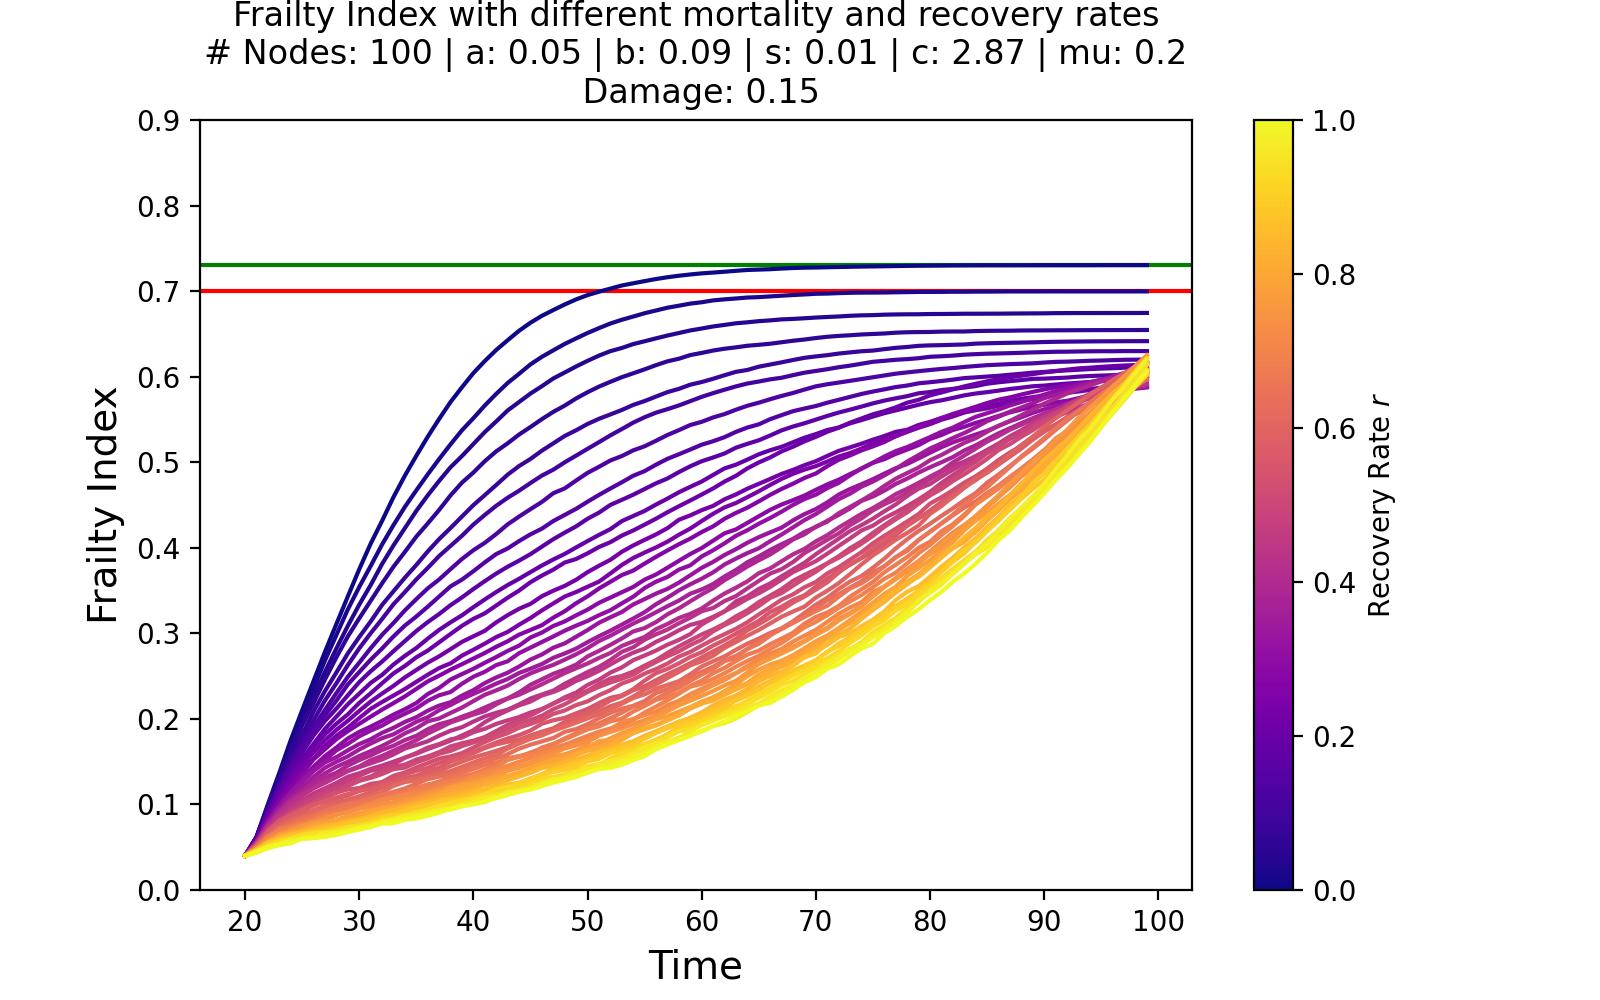 Frailty Index with different mortality and recovery rates
# Nodes: 100 | a: 0.05 | b: 0.09 | s: 0.01 | c: 2.87 | mu: 0.2
Damage: 0.15
0.9
0.8
0.7
0.6
0.5
0.4
0.3
0.2
0.1
0.0
Frailty Index
20 30 40 50 60 70 80 90 100
Time
1.0
0.8
0.6
0.4
0.2
0.0
Recovery Rate r